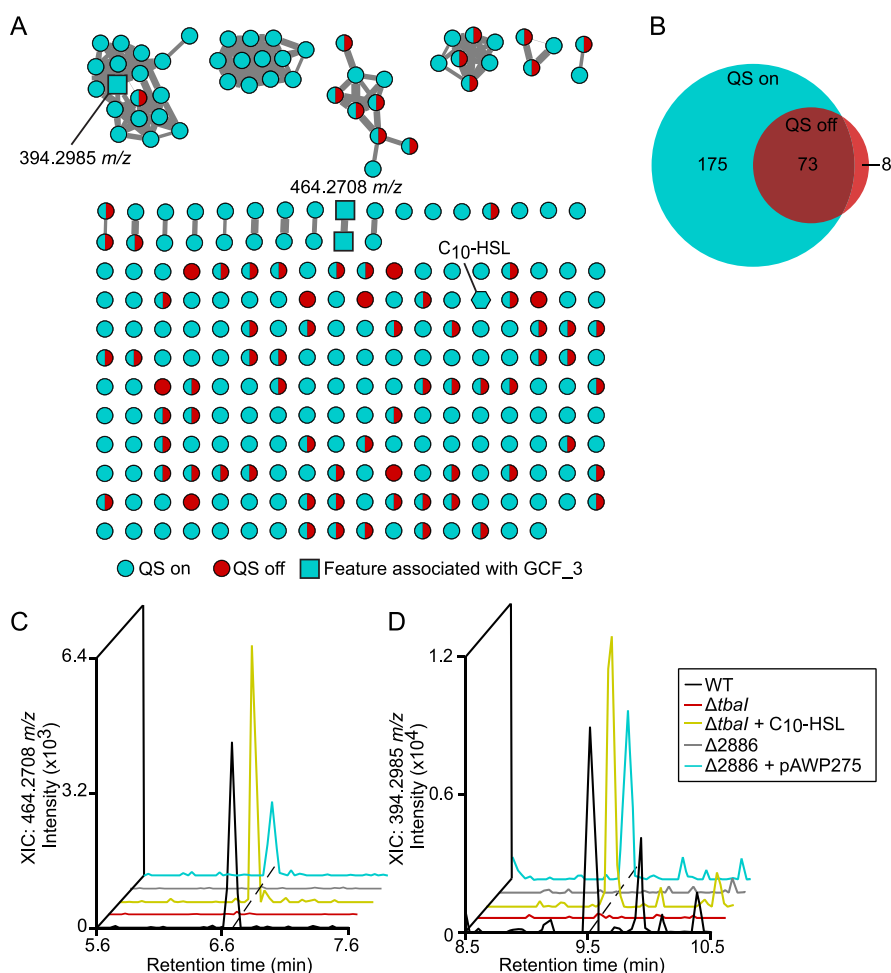 A
B
394.2985 m/z
464.2708 m/z
C10-HSL
QS on
QS off
175
73
8
QS on
QS off
Feature associated with GCF_3
C
D
XIC: 464.2708 m/z
Intensity (x10³)
6.4
3.2
0
5.6
6.6
7.6
Retention time (min)
XIC: 394.2985 m/z
Intensity (x10⁴)
1.2
0.6
0
8.5
9.5
10.5
Retention time (min)
WT
ΔtbaI
ΔtbaI + C10-HSL
Δ2886
Δ2886 + pAWP275